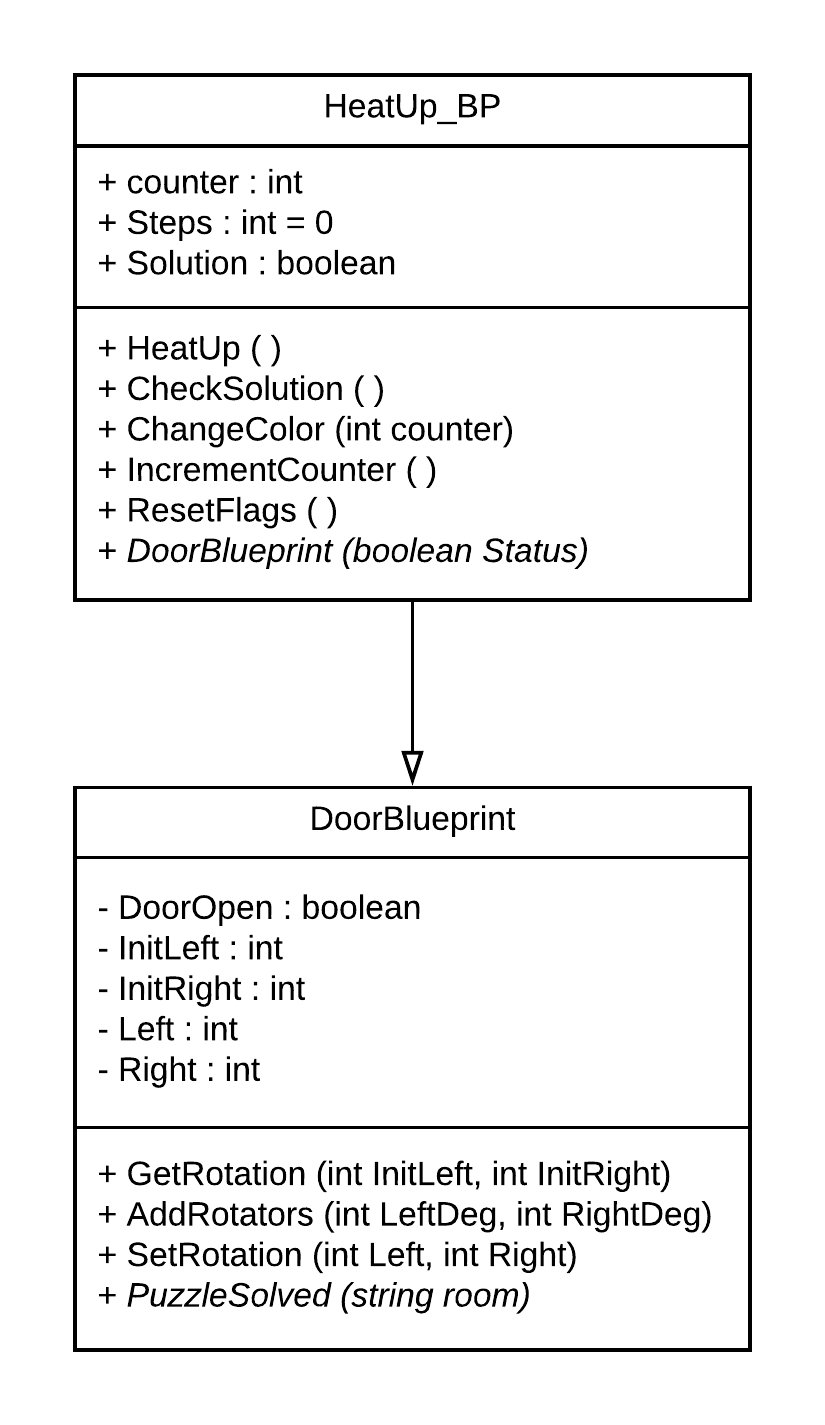 HeatUp_BP
+ counter : int
+ Steps : int = 0
+ Solution : boolean
+ HeatUp ( )
+ CheckSolution ( )
+ ChangeColor (int counter)
+ IncrementCounter ( )
+ ResetFlags ( )
+ DoorBlueprint (boolean Status)
DoorBlueprint
- DoorOpen : boolean
- InitLeft : int
- InitRight : int
- Left : int
- Right : int
+ GetRotation (int InitLeft, int InitRight)
+ AddRotators (int LeftDeg, int RightDeg)
+ SetRotation (int Left, int Right)
+ PuzzleSolved (string room)